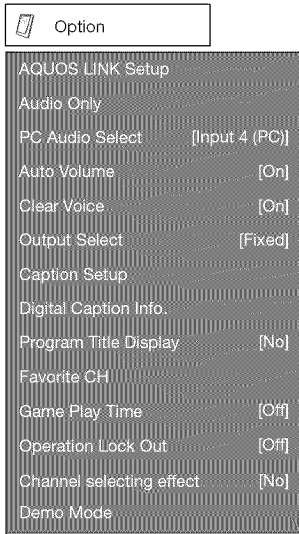 Option
AQUOS LINK Setup
Audio Only
PC Audio Select [Input 4 (PC)]
Auto Volume [On]
Clear Voice [On]
Output Select [Fixed]
Caption Setup
Digital Caption Info.
Program Title Display [No]
Favorite CH
Game Play Time [Off]
Operation Lock Out [Off]
Channel selecting effect [No]
Demo Mode